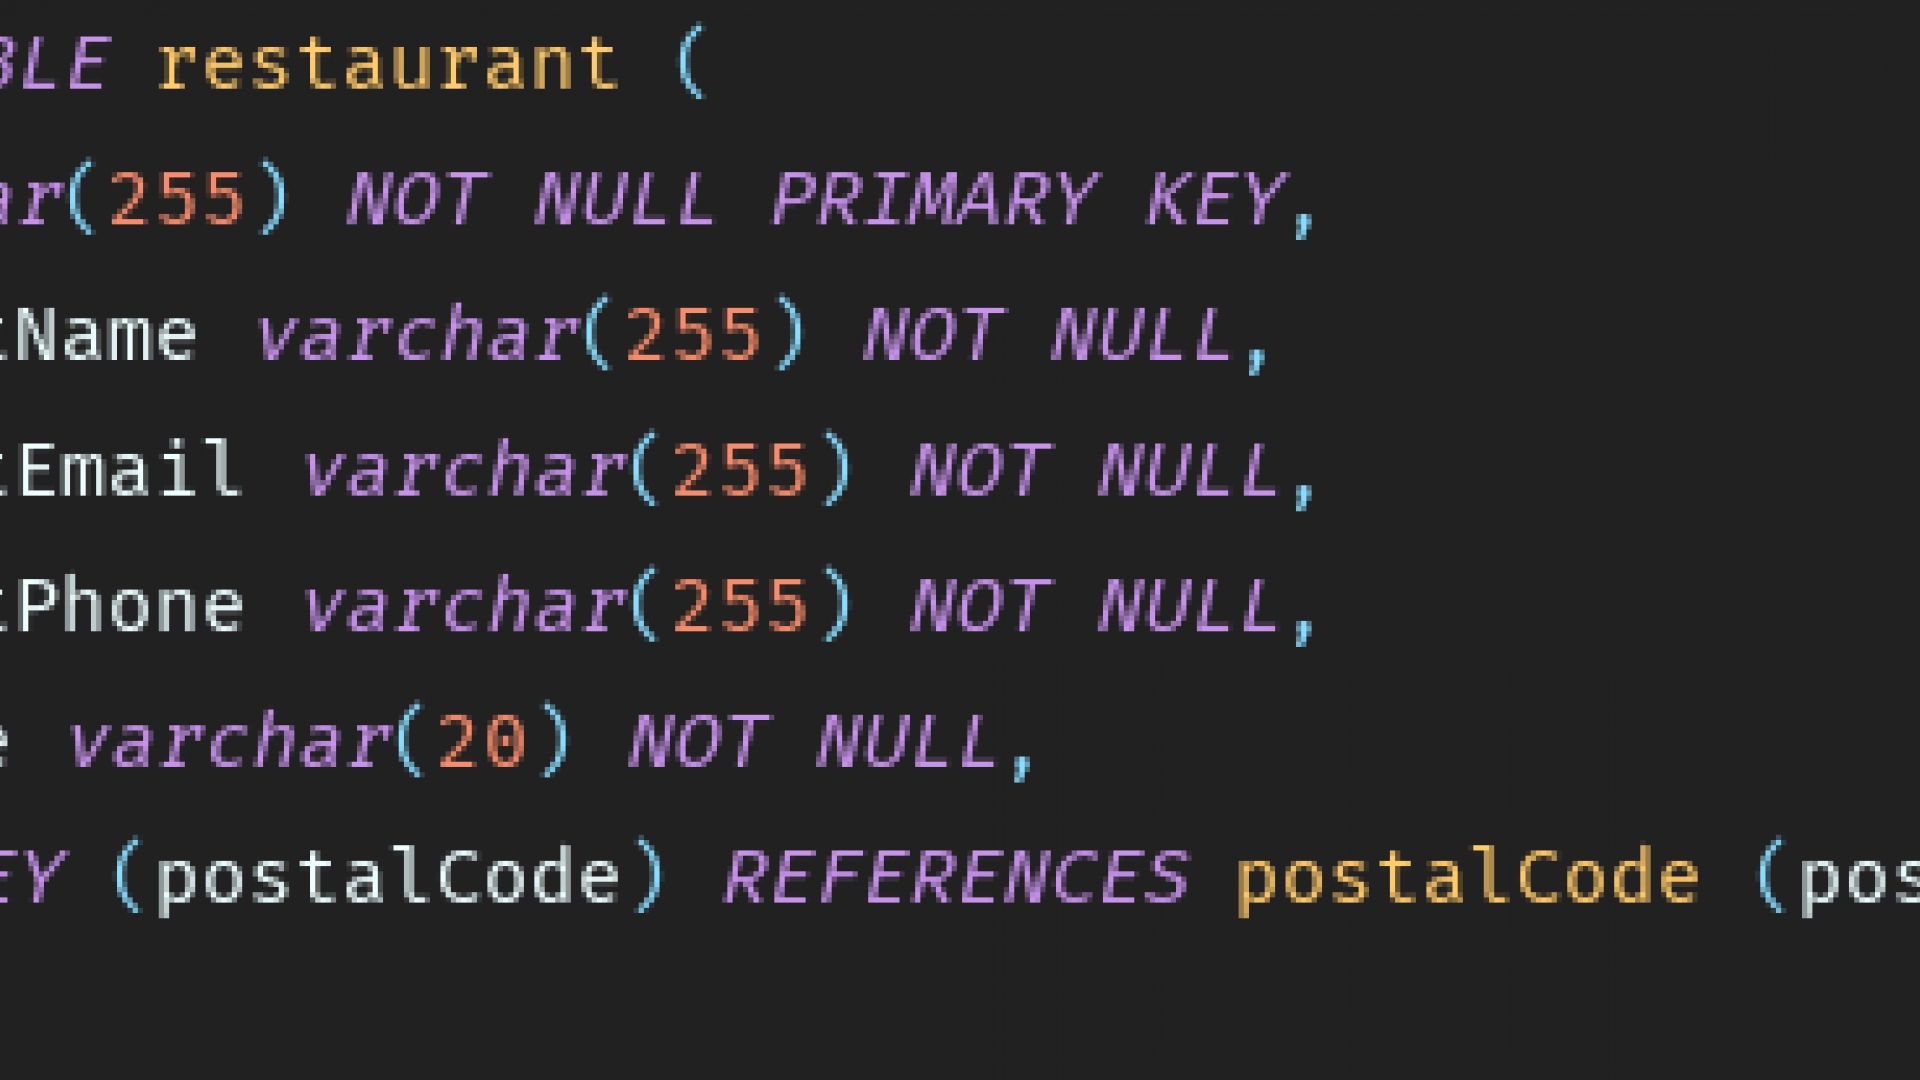 BLE restaurant (
ar(255) NOT NULL PRIMARY KEY,
tName varchar(255) NOT NULL,
tEmail varchar(255) NOT NULL,
tPhone varchar(255) NOT NULL,
e varchar(20) NOT NULL,
EY (postalCode) REFERENCES postalCode (pos